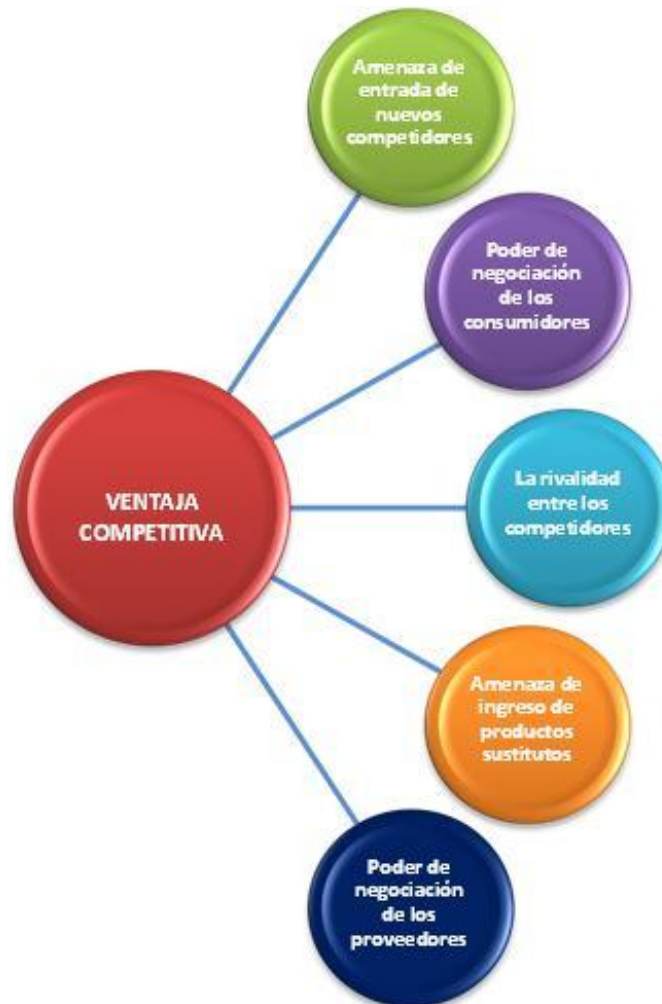 Amenaza de
entrada de
nuevos
competidores
Poder de
negociación
de los
consumidores
La rivalidad
entre los
competidores
VENTAJA
COMPETITIVA
Amenaza de
ingreso de
productos
sustitutos
Poder de
negociación
de los
proveedores